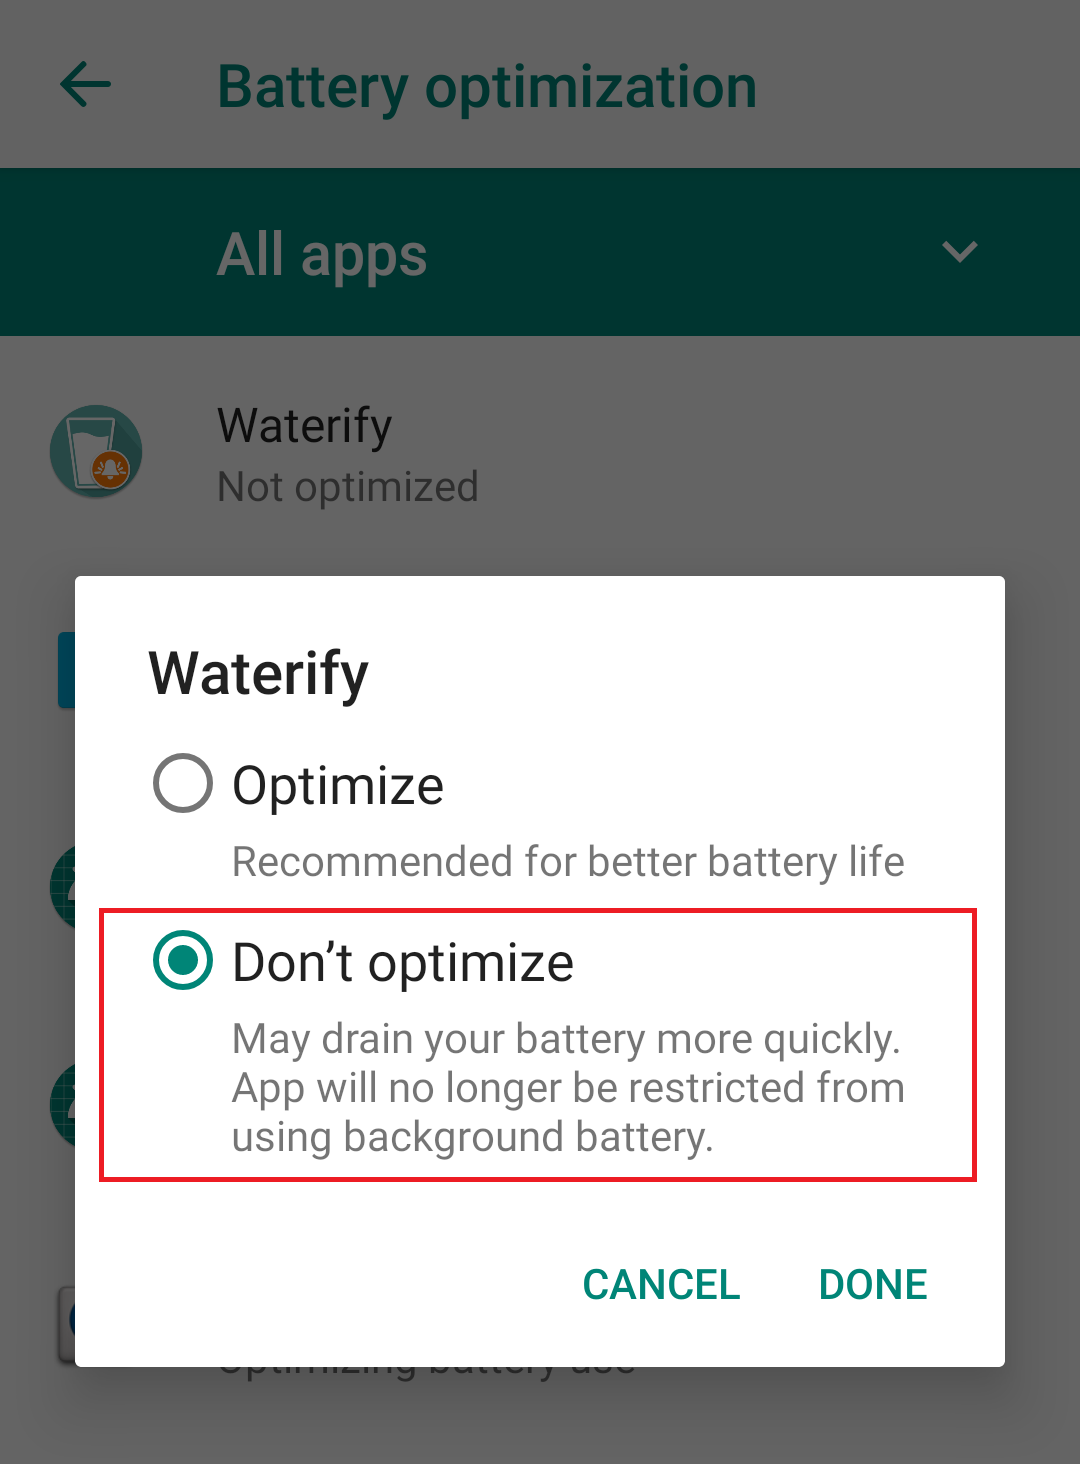 Battery optimization
All apps
Waterify
Not optimized
Waterify
Optimize
Recommended for better battery life
Don’t optimize
May drain your battery more quickly.
App will no longer be restricted from
using background battery.
CANCEL
DONE
Optimizing battery use